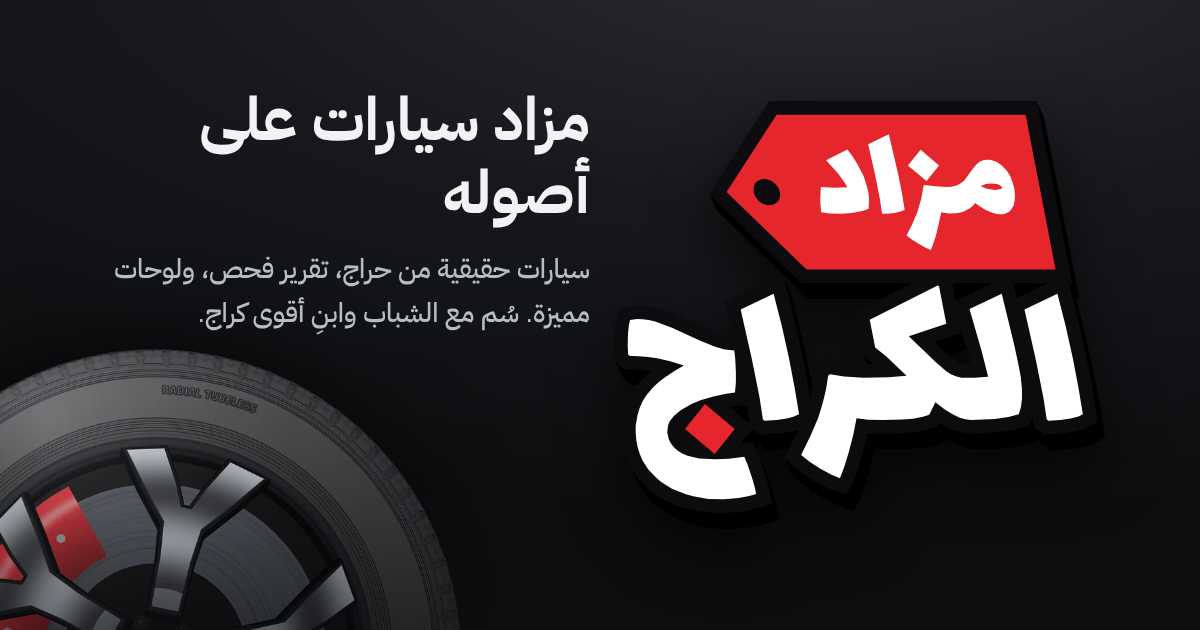 مزاد
الكراج
مزاد سيارات على
أصوله
سيارات حقيقية من حراج، تقرير فحص، ولوحات
مميزة. سُم مع الشباب وابنِ أقوى كراج.
RADIAL TUBELESS